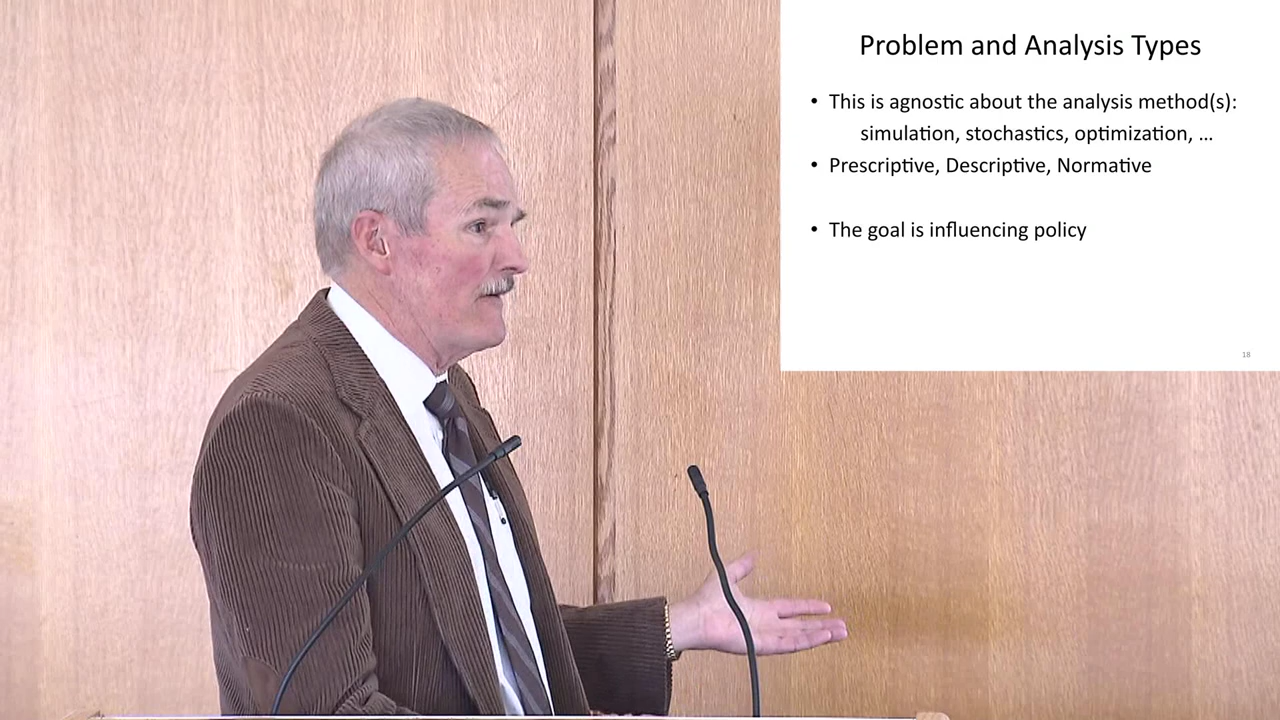 Problem and Analysis Types
• This is agnostic about the analysis method(s):
simulation, stochastics, optimization, ...
• Prescriptive, Descriptive, Normative
• The goal is influencing policy
18